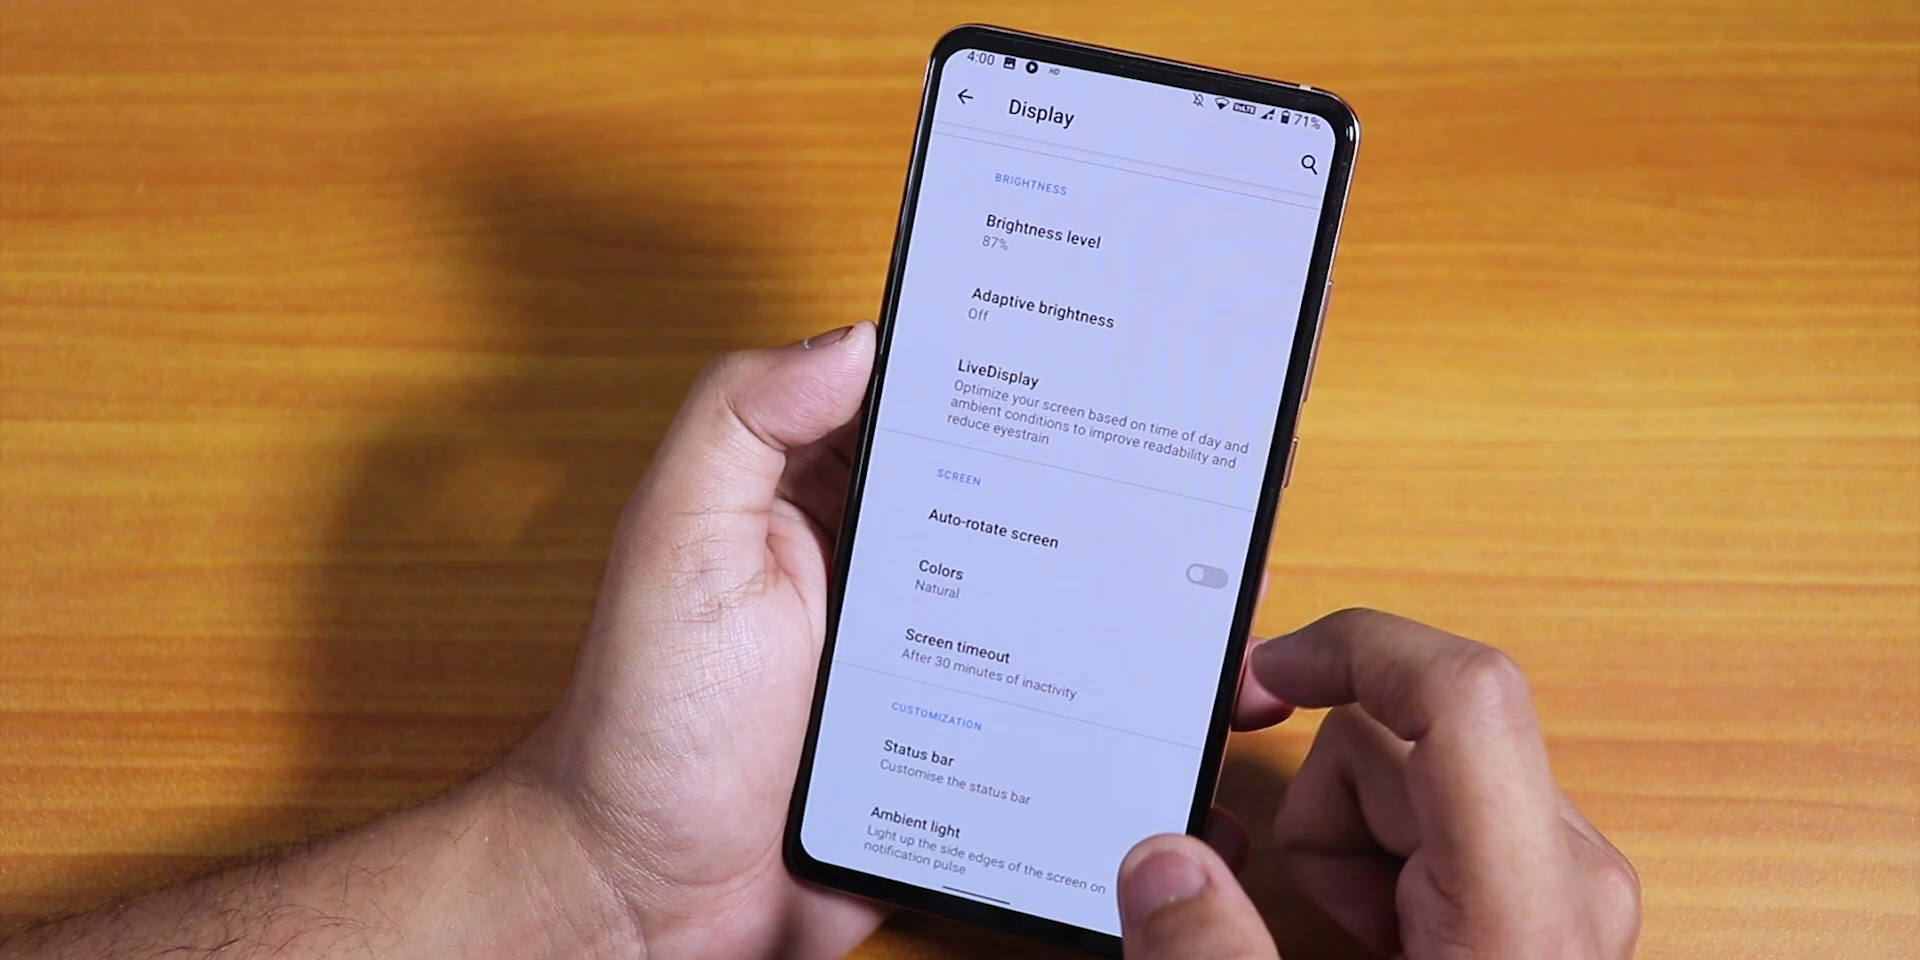 4:00 HD VoLTE 71%
Display
BRIGHTNESS
Brightness level
87%
Adaptive brightness
Off
LiveDisplay
Optimize your screen based on time of day and
ambient conditions to improve readability and
reduce eyestrain
SCREEN
Auto-rotate screen
Colors
Natural
Screen timeout
After 30 minutes of inactivity
CUSTOMIZATION
Status bar
Customise the status bar
Ambient light
Light up the side edges of the screen on
notification pulse